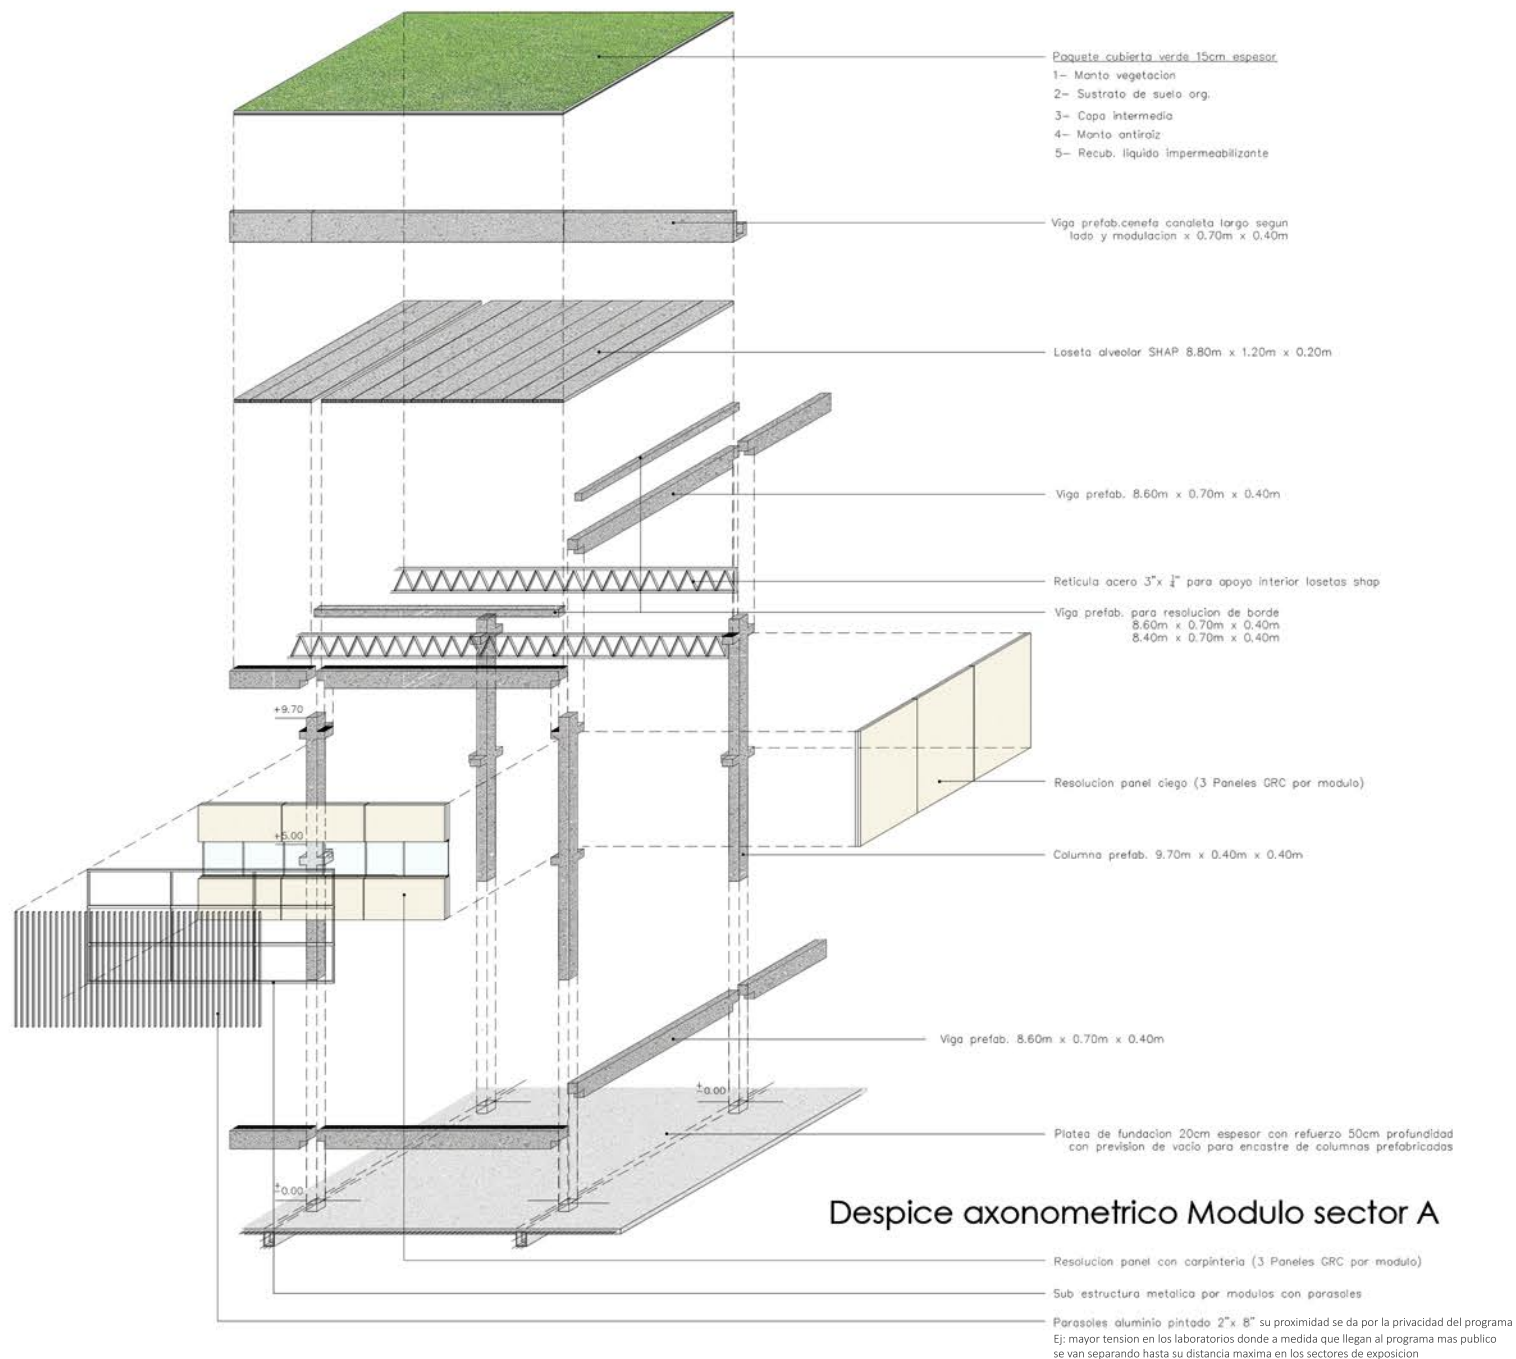 Paquete cubierta verde 15cm espesor
1- Manto vegetacion
2- Sustrato de suelo org.
3- Capa intermedia
4- Manto antiraiz
5- Recub. liquido impermeabilizante
Viga prefab.cenefa canaleta largo segun
lado y modulacion x 0.70m x 0.40m
Loseta alveolar SHAP 8.80m x 1.20m x 0.20m
Viga prefab. 8.60m x 0.70m x 0.40m
Reticula acero 3"x ¼" para apoyo interior losetas shap
Viga prefab. para resolucion de borde
8.60m x 0.70m x 0.40m
8.40m x 0.70m x 0.40m
+9.70
Resolucion panel ciego (3 Paneles GRC por modulo)
+5.00
Columna prefab. 9.70m x 0.40m x 0.40m
Viga prefab. 8.60m x 0.70m x 0.40m
±0.00
Platea de fundacion 20cm espesor con refuerzo 50cm profundidad
con prevision de vacio para encastre de columnas prefabricadas
±0.00
Despice axonometrico Modulo sector A
Resolucion panel con carpinteria (3 Paneles GRC por modulo)
Sub estructura metalica por modulos con parasoles
Parasoles aluminio pintado 2"x 8" su proximidad se da por la privacidad del programa
Ej: mayor tension en los laboratorios donde a medida que llegan al programa mas publico
se van separando hasta su distancia maxima en los sectores de exposicion